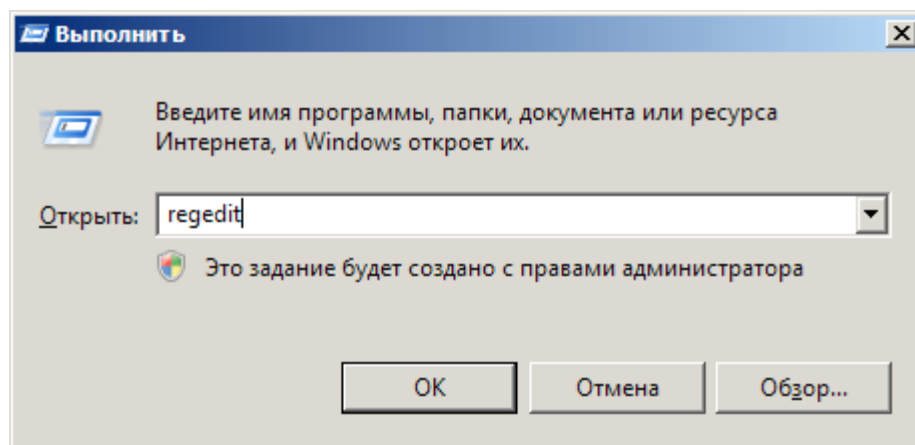 Выполнить
Введите имя программы, папки, документа или ресурса
Интернета, и Windows откроет их.
Открыть: regedit
Это задание будет создано с правами администратора
OK Отмена Обзор...